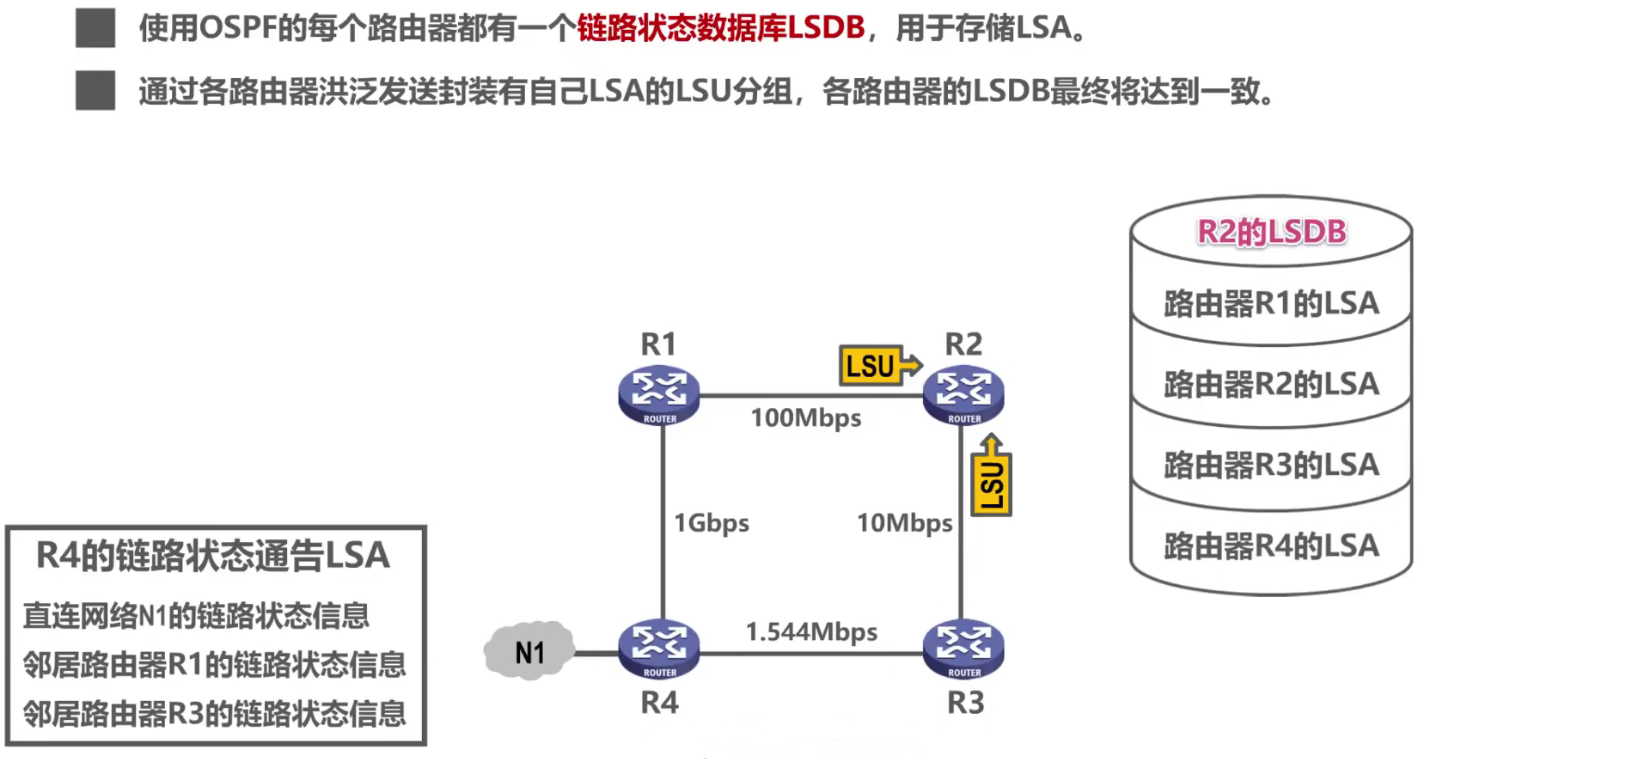 使用OSPF的每个路由器都有一个链路状态数据库LSDB，用于存储LSA。
通过各路由器洪泛发送封装有自己LSA的LSU分组，各路由器的LSDB最终将达到一致。
R2的LSDB
路由器R1的LSA
路由器R2的LSA
路由器R3的LSA
路由器R4的LSA
R1
LSU
R2
ROUTER
ROUTER
100Mbps
LSU
1Gbps
10Mbps
R4的链路状态通告LSA
直连网络N1的链路状态信息
邻居路由器R1的链路状态信息
邻居路由器R3的链路状态信息
N1
1.544Mbps
ROUTER
ROUTER
R4
R3